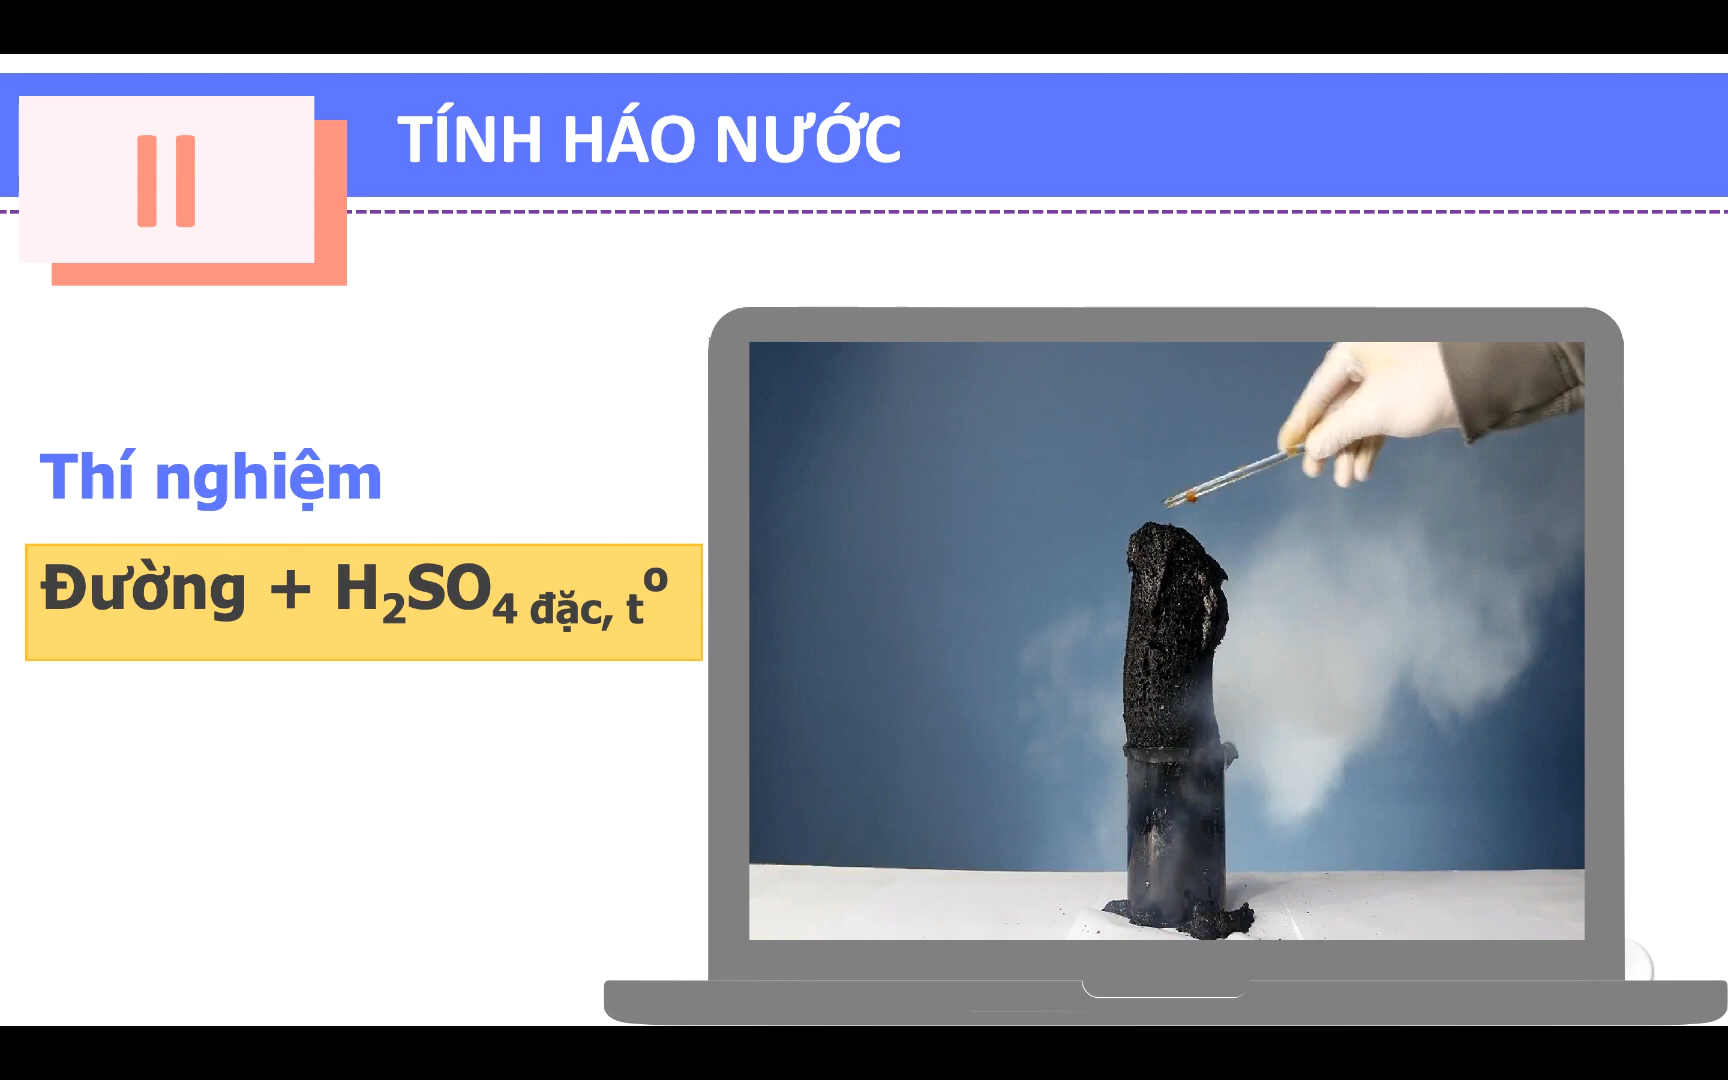 II
TÍNH HÁO NƯỚC
Thí nghiệm
Đường + H₂SO₄ đặc, tº